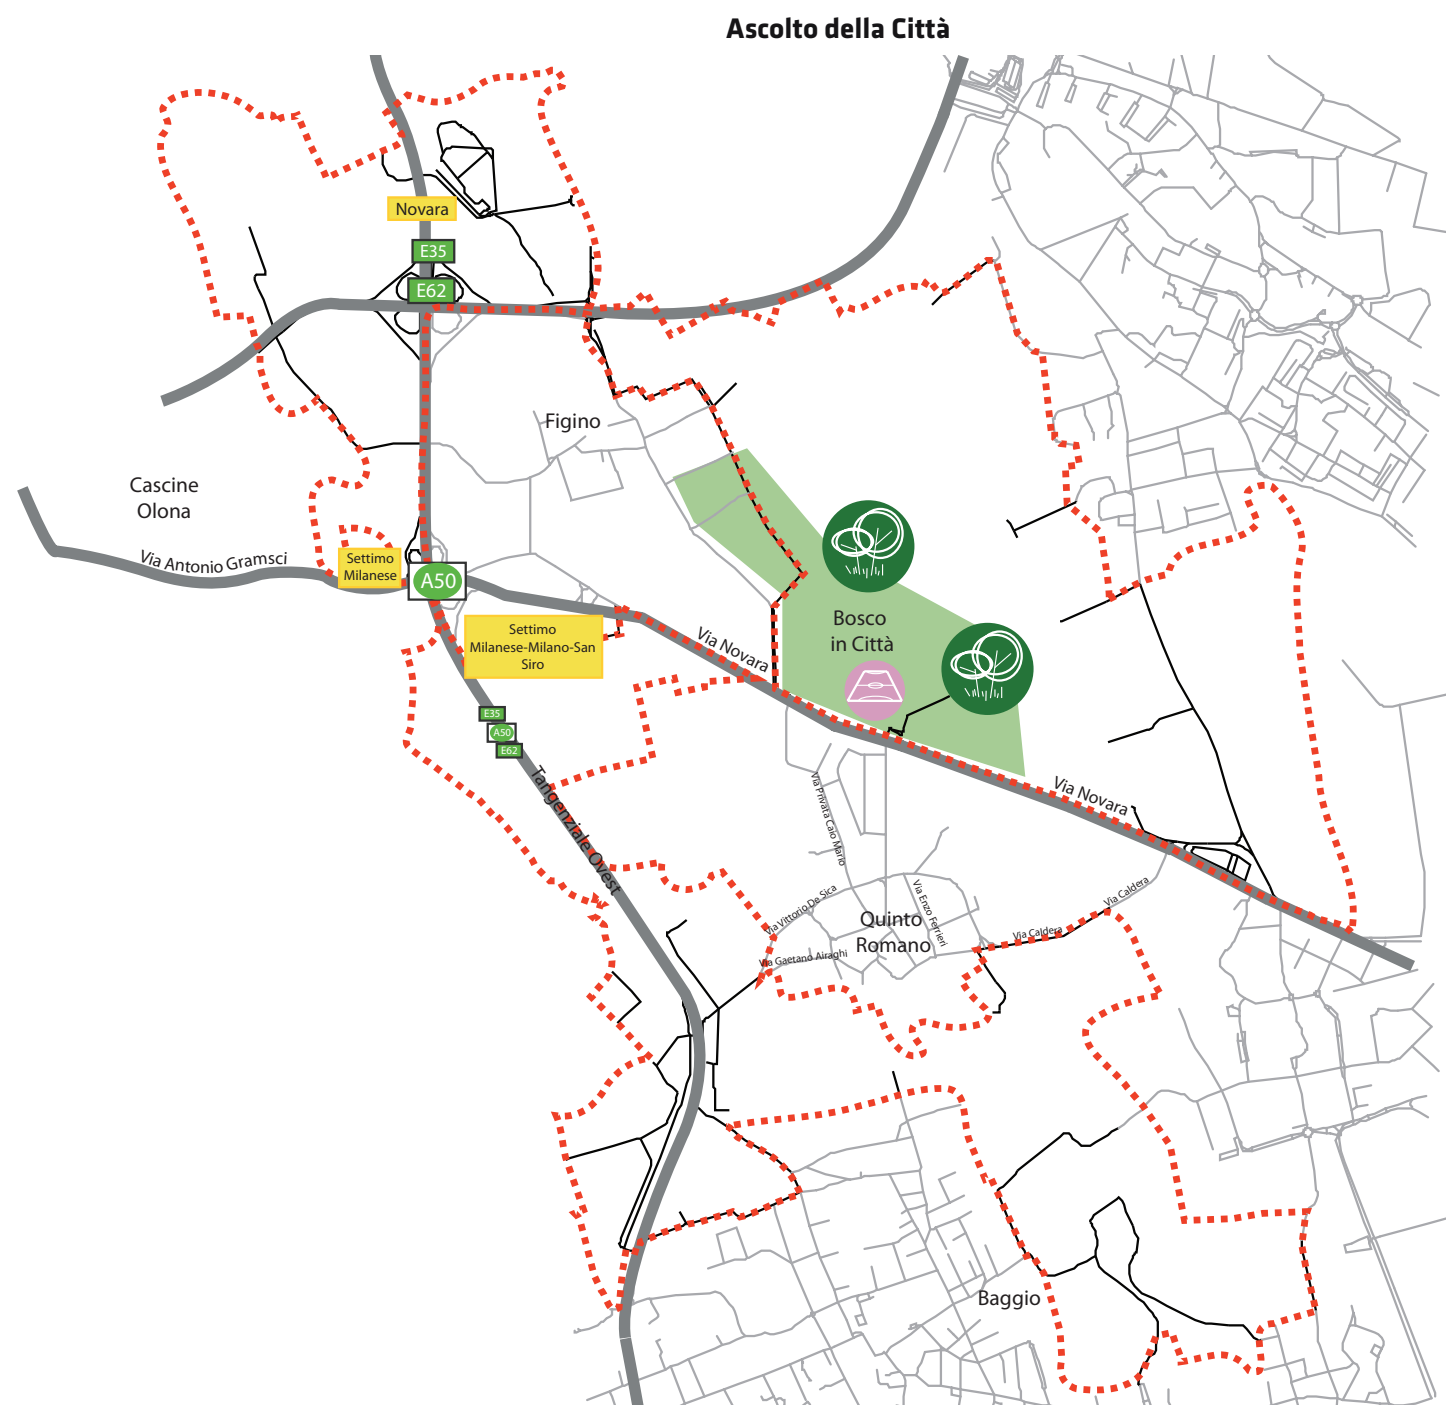 Ascolto della Città
Novara
E35
E62
Figino
Cascine
Olona
Via Antonio Gramsci
Settimo
Milanese
A50
Settimo
Milanese-Milano-San
Siro
Via Novara
Bosco
in Città
E35
A50
E62
Tangenziale Ovest
Via Novara
Via Privata Caio Mario
Via Vittorio De Sica
Via Enzo Ferrieri
Via Caldera
Quinto
Romano
Via Caldera
Via Gaetano Airaghi
Baggio